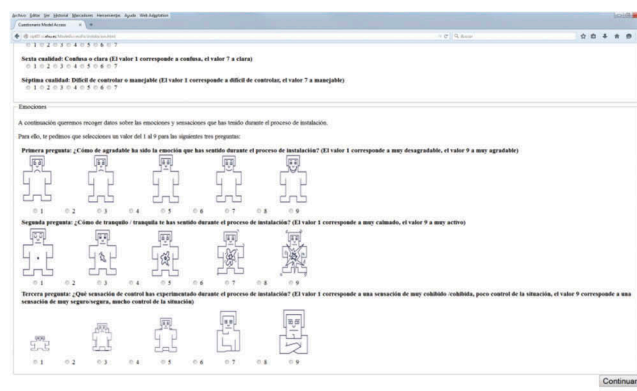 Archivo Editar Ver Historial Marcadores Herramientas Ayuda Web Adaptation
Cuestionario Model Access
Buscar
1 2 3 4 5 6 7
Sexta cualidad: Confusa o clara (El valor 1 corresponde a confusa, el valor 7 a clara)
1 2 3 4 5 6 7
Séptima cualidad: Difícil de controlar o manejable (El valor 1 corresponde a difícil de controlar, el valor 7 a manejable)
1 2 3 4 5 6 7
Emociones
A continuación queremos recoger datos sobre las emociones y sensaciones que has tenido durante el proceso de instalación.
Para ello, te pedimos que selecciones un valor del 1 al 9 para las siguientes tres preguntas:
Primera pregunta: ¿Cómo de agradable ha sido la emoción que has sentido durante el proceso de instalación? (El valor 1 corresponde a muy desagradable, el valor 9 a muy agradable)
1 2 3 4 5 6 7 8 9
Segunda pregunta: ¿Cómo de tranquilo / tranquila te has sentido durante el proceso de instalación? (El valor 1 corresponde a muy calmado, el valor 9 a muy activo)
1 2 3 4 5 6 7 8 9
Tercera pregunta: ¿Qué sensación de control has experimentado durante el proceso de instalación? (El valor 1 corresponde a una sensación de muy cohibido /cohibida, poco control de la situación, el valor 9 corresponde a una
sensación de muy seguro/segura, mucho control de la situación)
1 2 3 4 5 6 7 8 9
Continuar